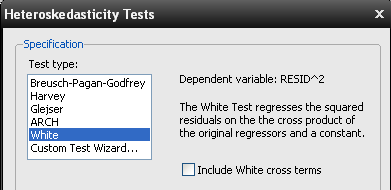 Heteroskedasticity Tests
x
Specification
Test type:
Breusch-Pagan-Godfrey
Harvey
Glejser
ARCH
White
Custom Test Wizard...
Dependent variable: RESID^2
The White Test regresses the squared
residuals on the the cross product of
the original regressors and a constant.
Include White cross terms